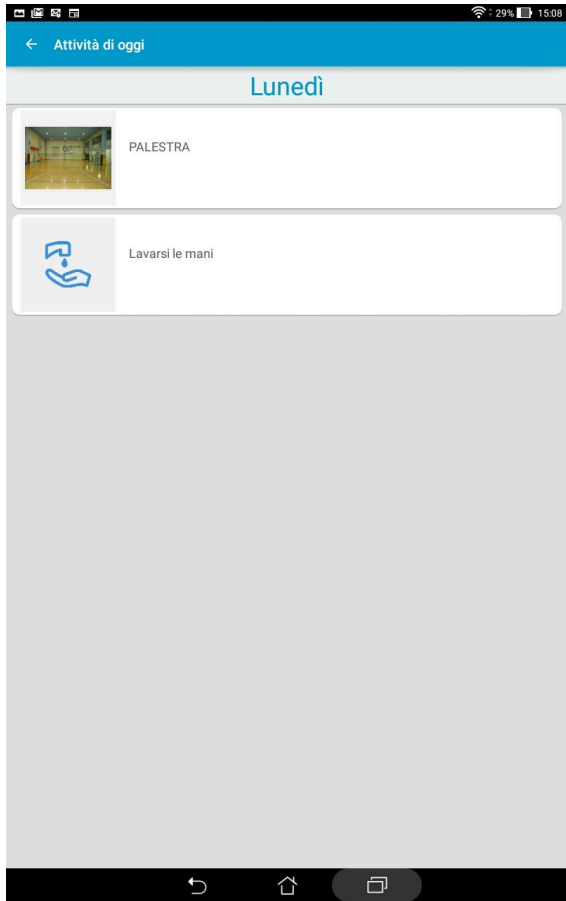 29% 15:08
Attività di oggi
Lunedì
PALESTRA
Lavarsi le mani